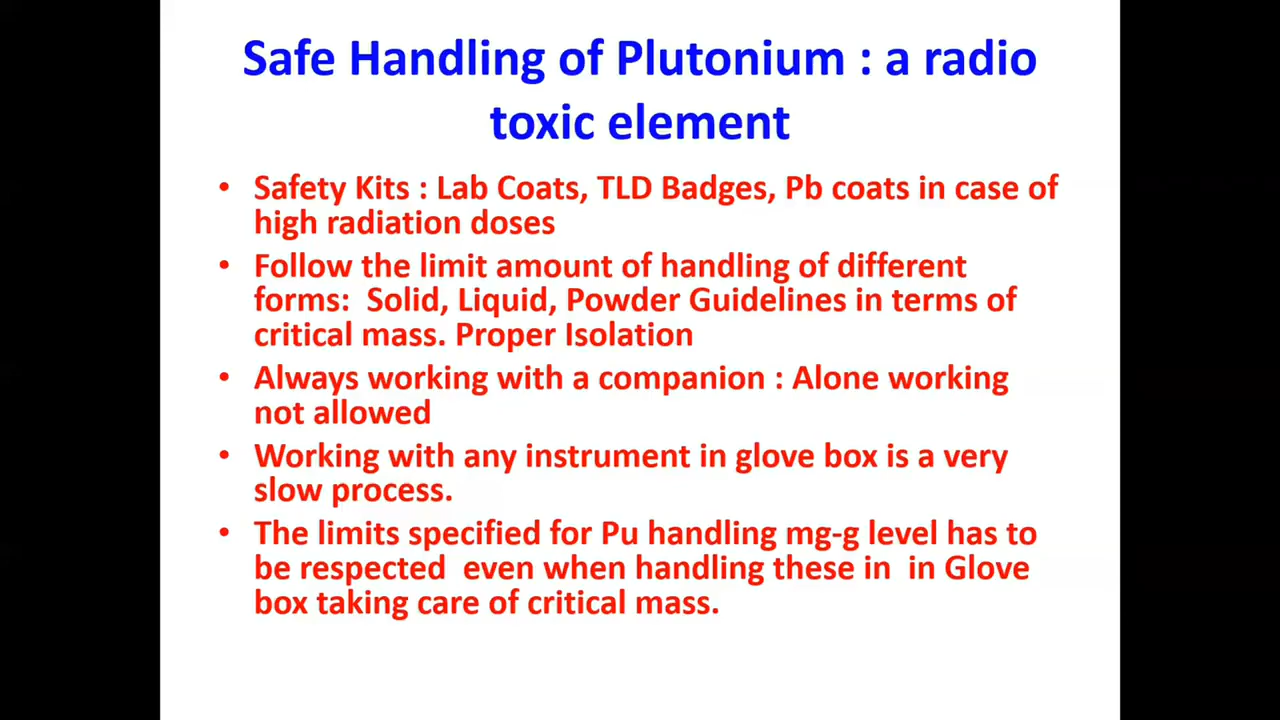 Safe Handling of Plutonium : a radio
toxic element
• Safety Kits : Lab Coats, TLD Badges, Pb coats in case of
high radiation doses
• Follow the limit amount of handling of different
forms: Solid, Liquid, Powder Guidelines in terms of
critical mass. Proper Isolation
• Always working with a companion : Alone working
not allowed
• Working with any instrument in glove box is a very
slow process.
• The limits specified for Pu handling mg-g level has to
be respected even when handling these in in Glove
box taking care of critical mass.